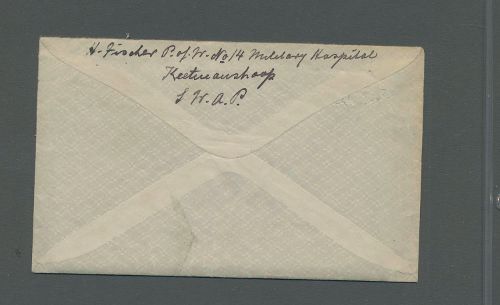 H. Fischer P. of. W. No 14 Military Hospital
Keetmanshoop
S. W. A. P.